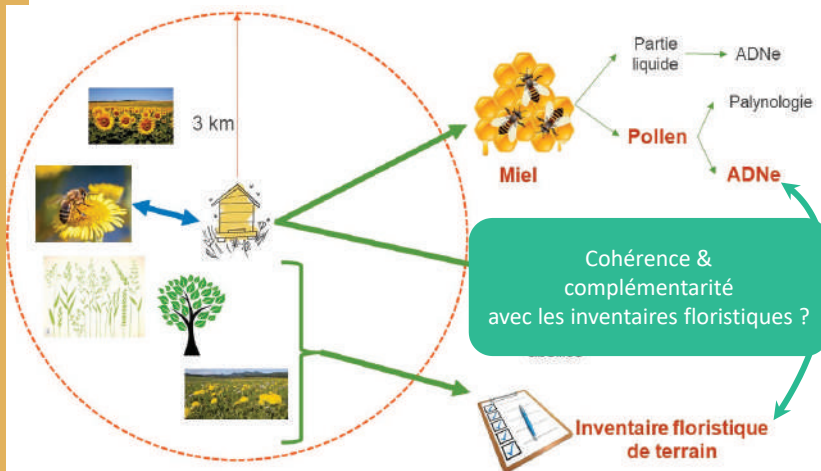 3 km
Miel
Partie
liquide
ADNe
Pollen
Palynologie
ADNe
Cohérence &
complémentarité
avec les inventaires floristiques ?
Inventaire floristique
de terrain